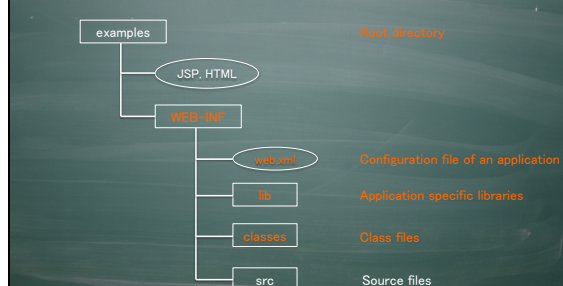 examples Root directory
JSP, HTML
WEB-INF
web.xml Configuration file of an application
lib Application specific libraries
classes Class files
src Source files